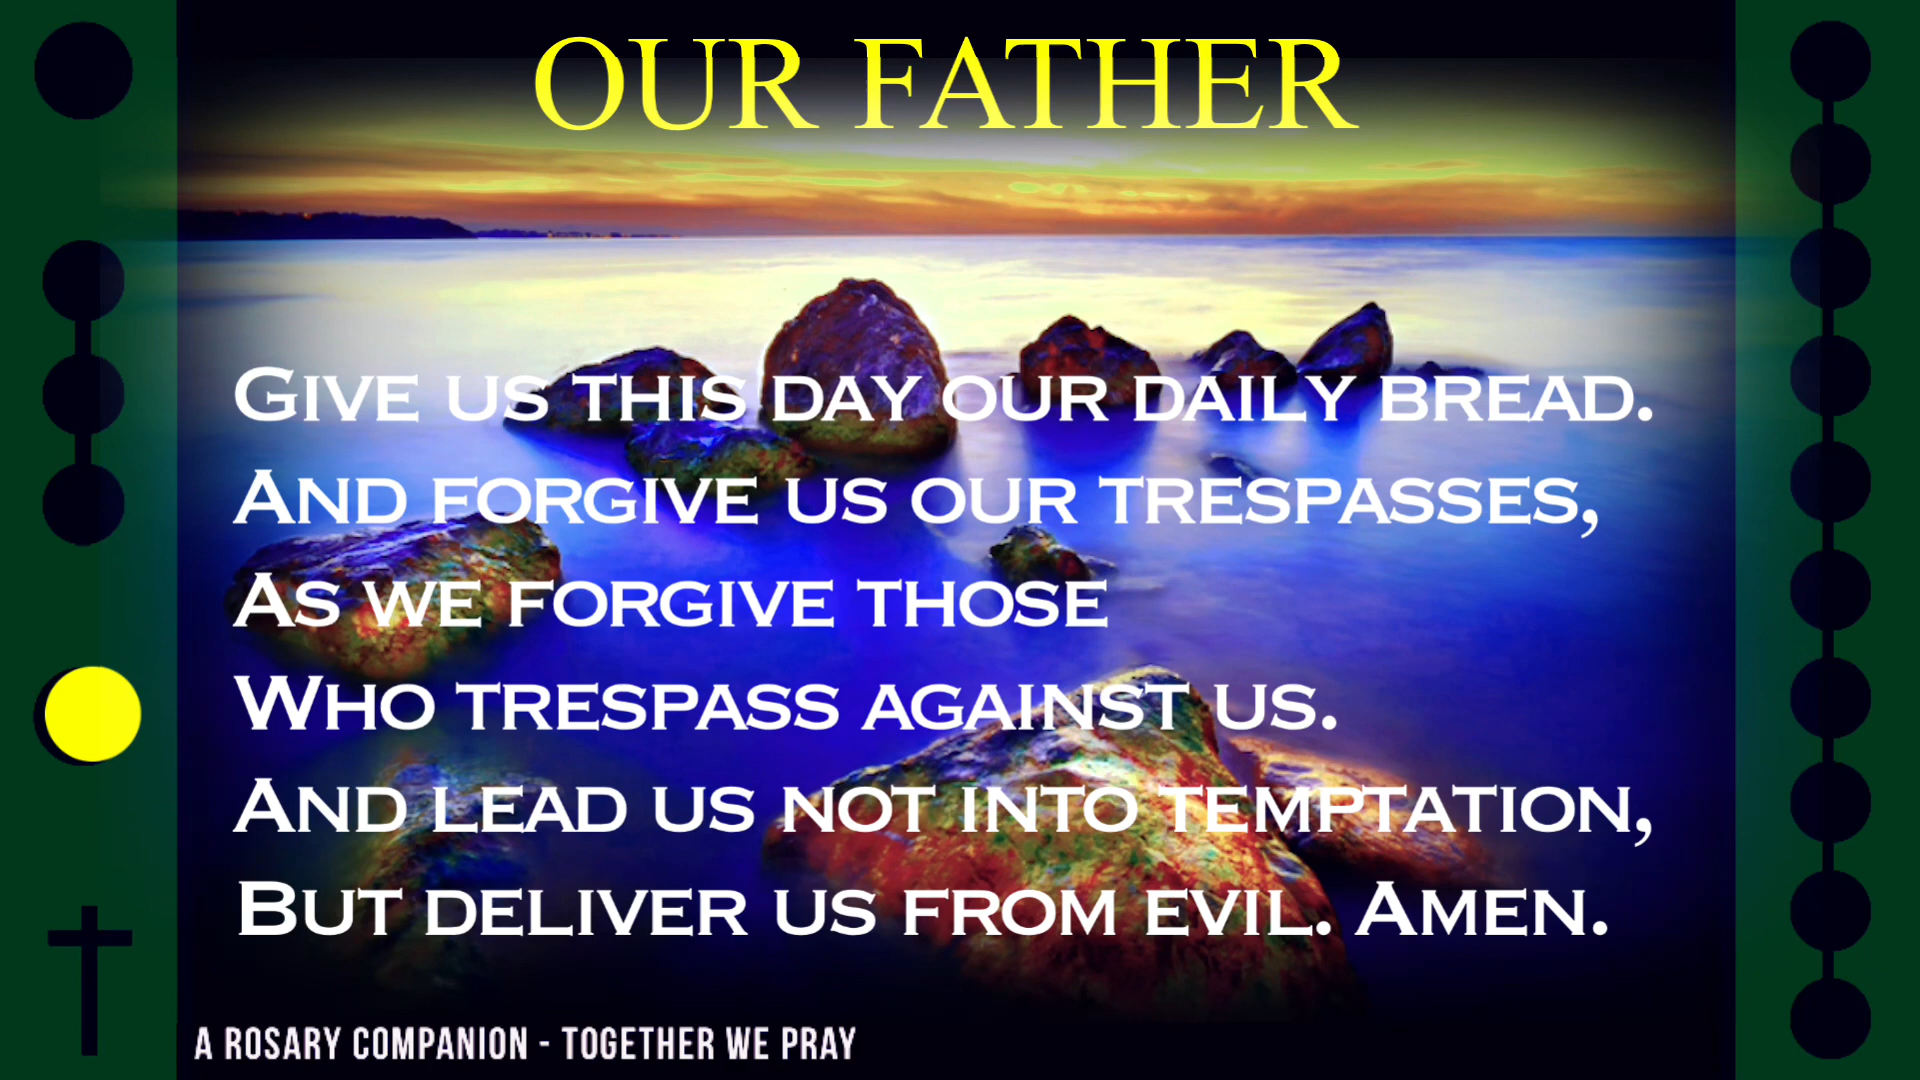 OUR FATHER
GIVE US THIS DAY OUR DAILY BREAD.
AND FORGIVE US OUR TRESPASSES,
AS WE FORGIVE THOSE
WHO TRESPASS AGAINST US.
AND LEAD US NOT INTO TEMPTATION,
BUT DELIVER US FROM EVIL. AMEN.
A ROSARY COMPANION - TOGETHER WE PRAY